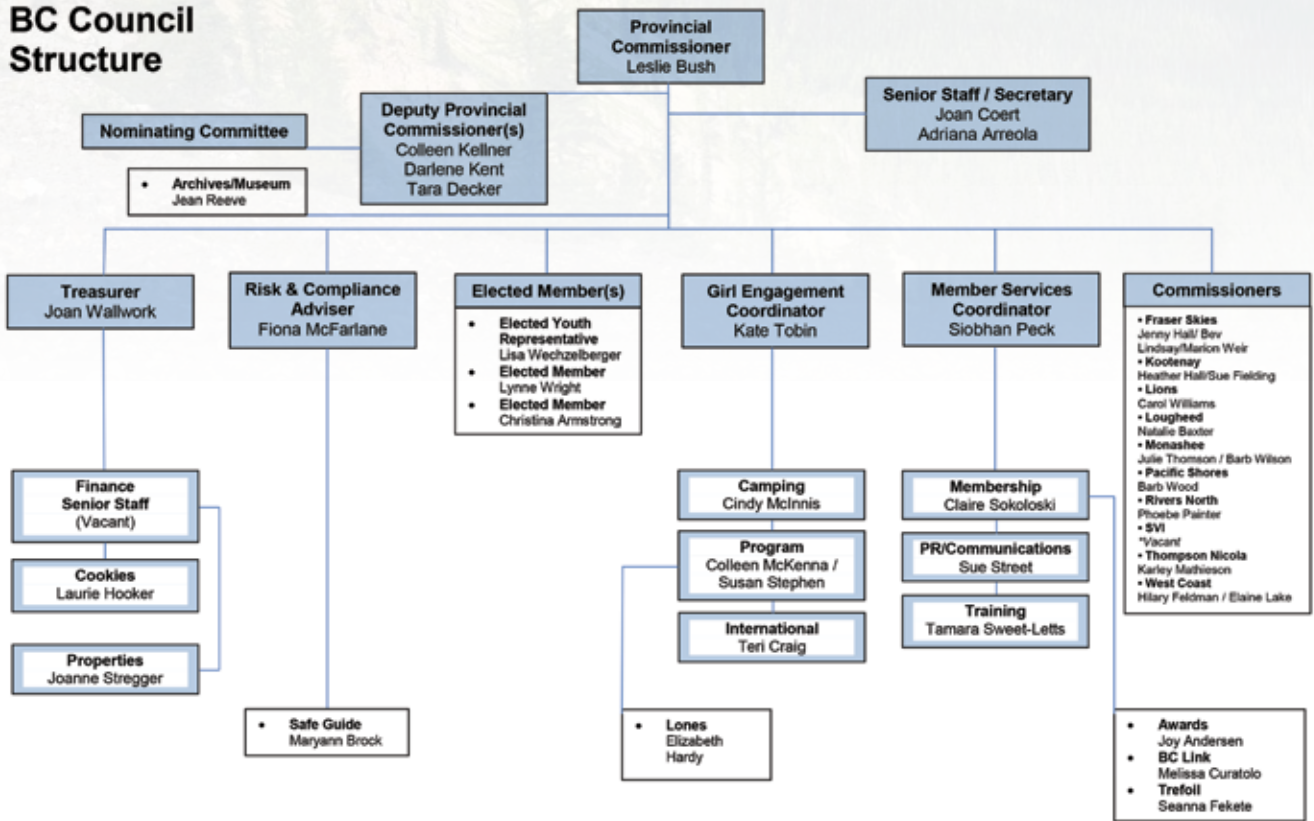 BC Council
Structure
Provincial
Commissioner
Leslie Bush
Senior Staff / Secretary
Joan Coert
Adriana Arreola
Deputy Provincial
Commissioner(s)
Colleen Kellner
Darlene Kent
Tara Decker
Nominating Committee
• Archives/Museum
Jean Reeve
Treasurer
Joan Wallwork
Risk & Compliance
Adviser
Fiona McFarlane
Elected Member(s)
• Elected Youth
Representative
Lisa Wechzelberger
• Elected Member
Lynne Wright
• Elected Member
Christina Armstrong
Girl Engagement
Coordinator
Kate Tobin
Member Services
Coordinator
Siobhan Peck
Commissioners
• Fraser Skies
Jenny Hall/ Bev
Lindsay/Marion Weir
• Kootenay
Heather Hall/Sue Fielding
• Lions
Carol Williams
• Lougheed
Natalie Baxter
• Monashee
Julie Thomson / Barb Wilson
• Pacific Shores
Barb Wood
• Rivers North
Phoebe Painter
• SVI
*Vacant
• Thompson Nicola
Karley Mathieson
• West Coast
Hilary Feldman / Elaine Lake
Finance
Senior Staff
(Vacant)
Cookies
Laurie Hooker
Properties
Joanne Stregger
Camping
Cindy McInnis
Program
Colleen McKenna /
Susan Stephen
International
Teri Craig
Membership
Claire Sokoloski
PR/Communications
Sue Street
Training
Tamara Sweet-Letts
• Safe Guide
Maryann Brock
• Lones
Elizabeth
Hardy
• Awards
Joy Andersen
• BC Link
Melissa Curatolo
• Trefoil
Seanna Fekete